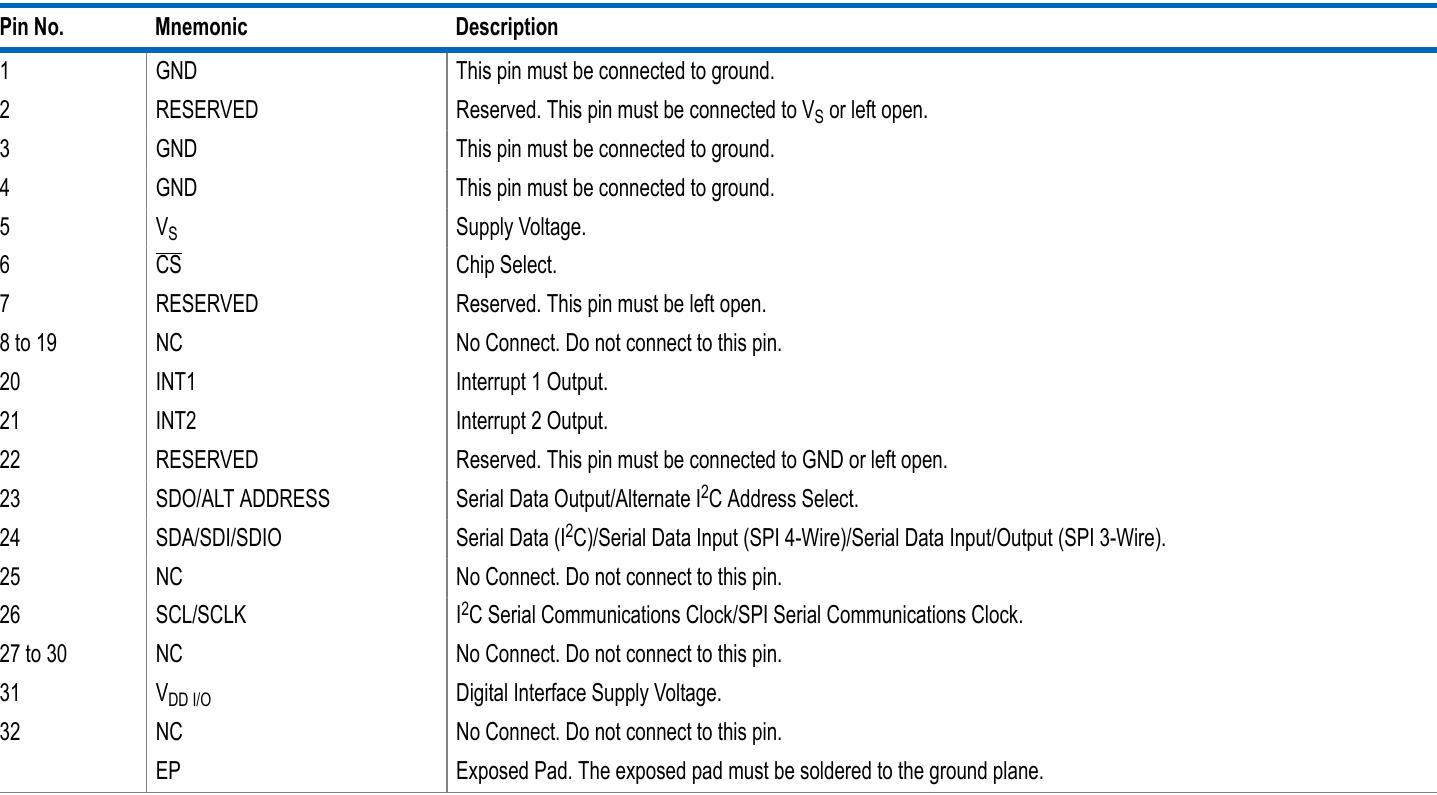 Pin No. Mnemonic Description
1 GND This pin must be connected to ground.
2 RESERVED Reserved. This pin must be connected to VS or left open.
3 GND This pin must be connected to ground.
4 GND This pin must be connected to ground.
5 VS Supply Voltage.
6 C̅S̅ Chip Select.
7 RESERVED Reserved. This pin must be left open.
8 to 19 NC No Connect. Do not connect to this pin.
20 INT1 Interrupt 1 Output.
21 INT2 Interrupt 2 Output.
22 RESERVED Reserved. This pin must be connected to GND or left open.
23 SDO/ALT ADDRESS Serial Data Output/Alternate I²C Address Select.
24 SDA/SDI/SDIO Serial Data (I²C)/Serial Data Input (SPI 4-Wire)/Serial Data Input/Output (SPI 3-Wire).
25 NC No Connect. Do not connect to this pin.
26 SCL/SCLK I²C Serial Communications Clock/SPI Serial Communications Clock.
27 to 30 NC No Connect. Do not connect to this pin.
31 VDD I/O Digital Interface Supply Voltage.
32 NC No Connect. Do not connect to this pin.
EP Exposed Pad. The exposed pad must be soldered to the ground plane.